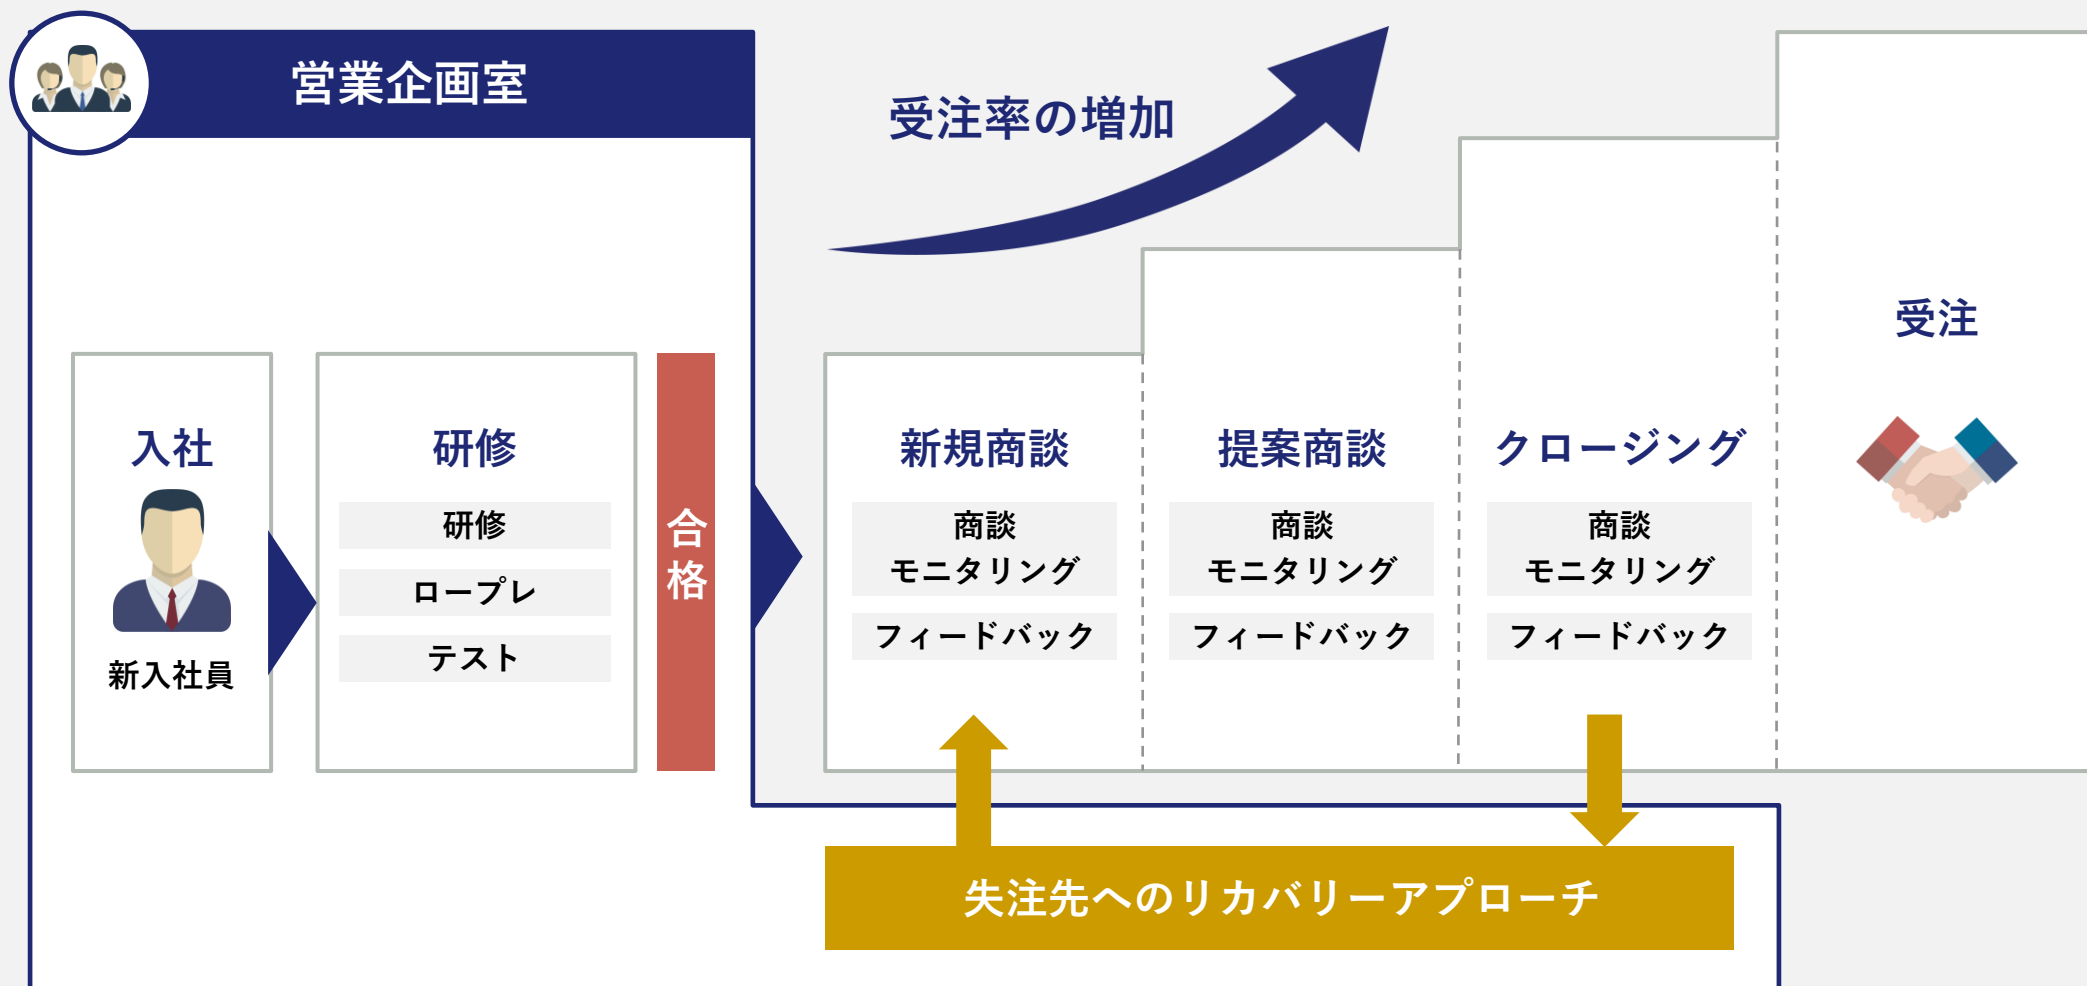 営業企画室
受注率の増加
入社
新入社員
研修
研修
ロープレ
テスト
合格
新規商談
商談
モニタリング
フィードバック
提案商談
商談
モニタリング
フィードバック
クロージング
商談
モニタリング
フィードバック
受注
失注先へのリカバリーアプローチ